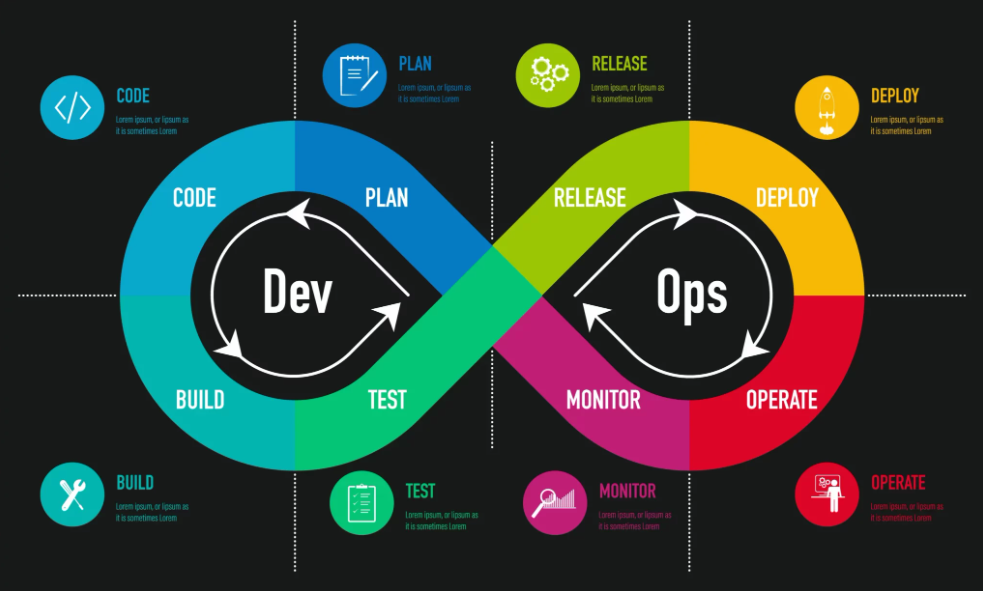 PLAN
Lorem ipsum, or lipsum as
it is sometimes Lorem
RELEASE
Lorem ipsum, or lipsum as
it is sometimes Lorem
CODE
Lorem ipsum, or lipsum as
it is sometimes Lorem
DEPLOY
Lorem ipsum, or lipsum as
it is sometimes Lorem
CODE
PLAN
RELEASE
DEPLOY
Dev
Ops
BUILD
TEST
MONITOR
OPERATE
BUILD
Lorem ipsum, or lipsum as
it is sometimes Lorem
TEST
Lorem ipsum, or lipsum as
it is sometimes Lorem
MONITOR
Lorem ipsum, or lipsum as
it is sometimes Lorem
OPERATE
Lorem ipsum, or lipsum as
it is sometimes Lorem